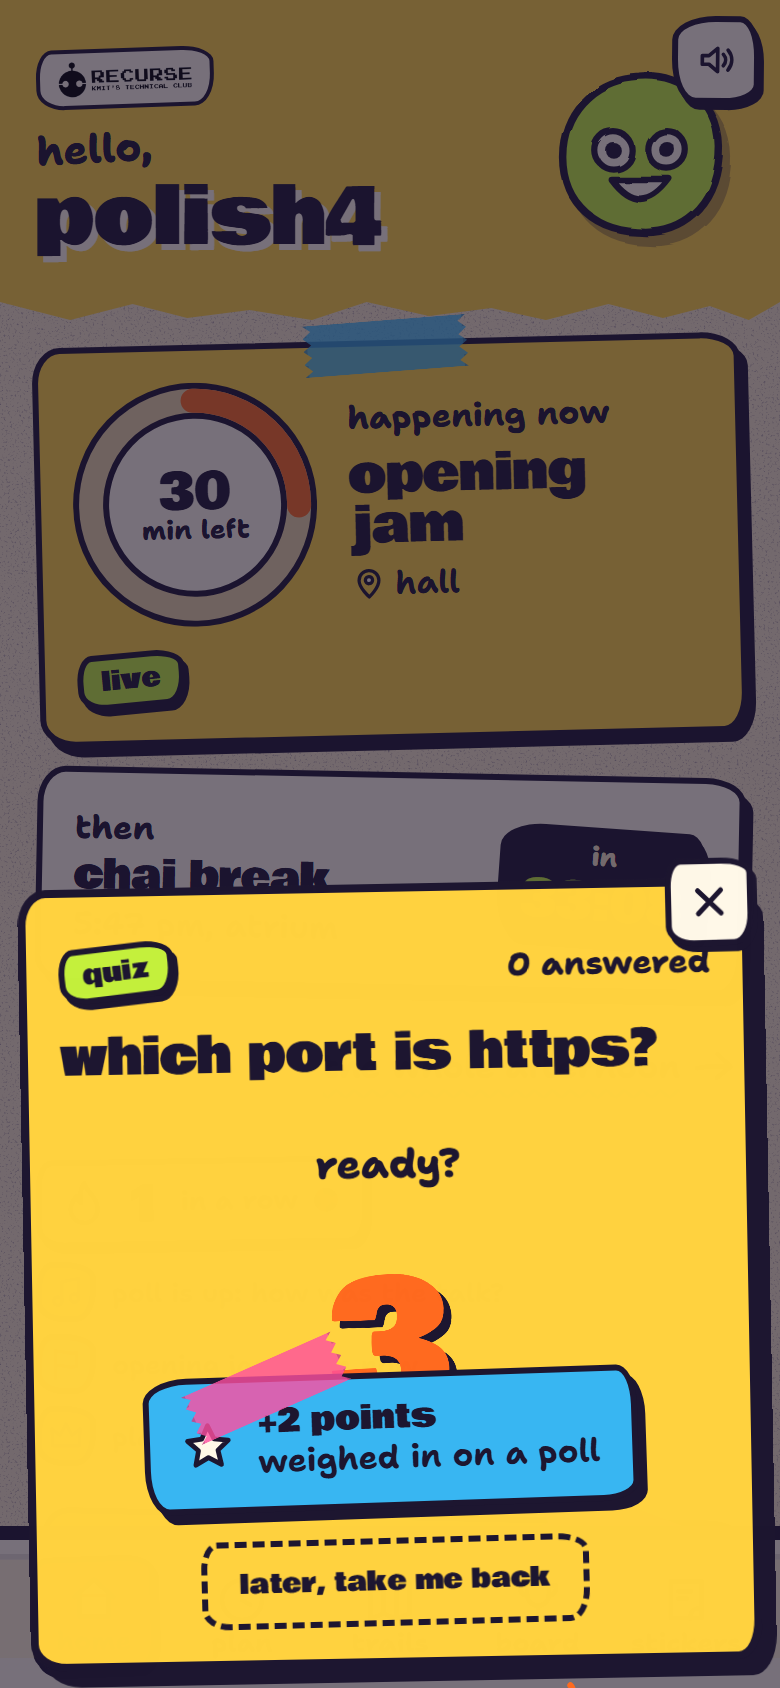 RECURSE
KMIT'S TECHNICAL CLUB
hello,
polish4
30
min left
happening now
opening
jam
hall
live
then
chai break
in
quiz
0 answered
which port is https?
ready?
3
+2 points
weighed in on a poll
later, take me back